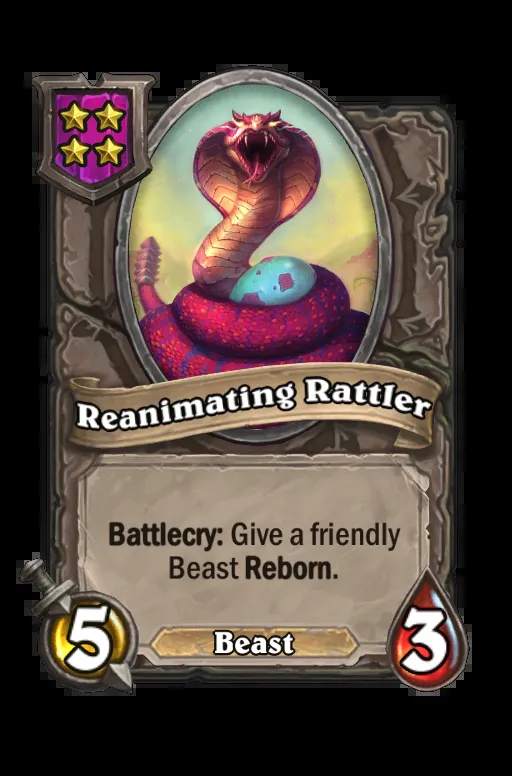 Reanimating Rattler
Battlecry: Give a friendly
Beast Reborn.
5
Beast
3